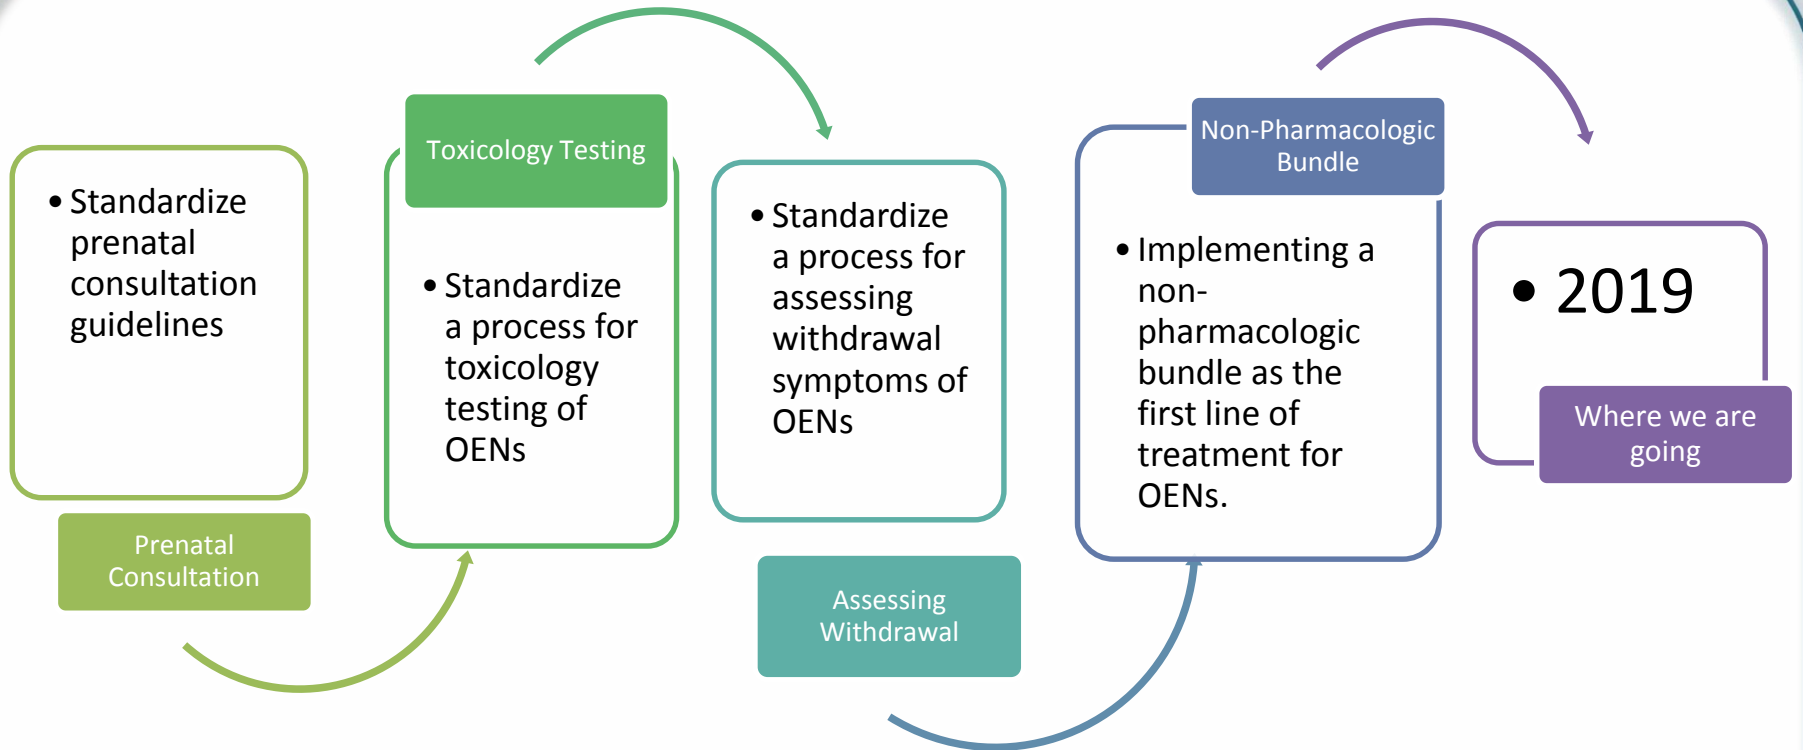 • Standardize
prenatal
consultation
guidelines
Prenatal
Consultation
Toxicology Testing
• Standardize
a process for
toxicology
testing of
OENs
• Standardize
a process for
assessing
withdrawal
symptoms of
OENs
Assessing
Withdrawal
Non-Pharmacologic
Bundle
• Implementing a
non-
pharmacologic
bundle as the
first line of
treatment for
OENs.
• 2019
Where we are
going